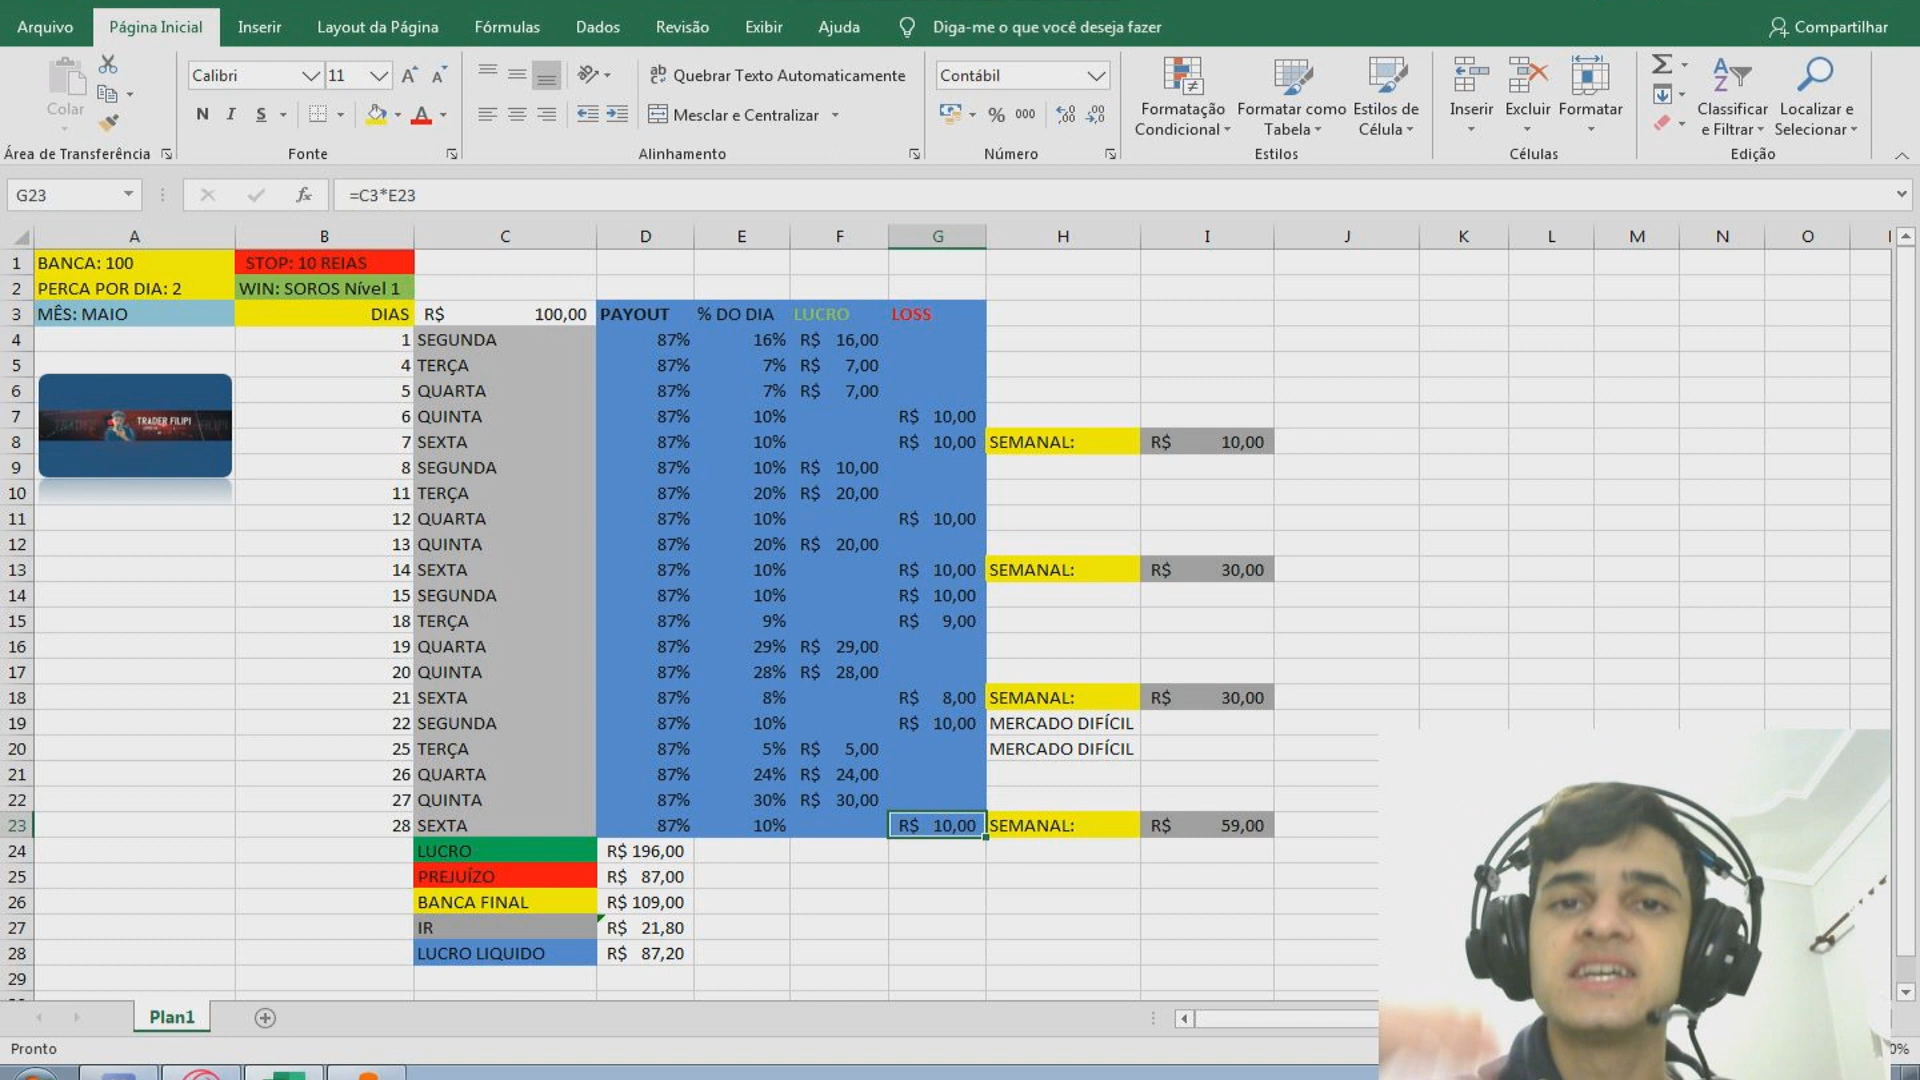 Arquivo Página Inicial Inserir Layout da Página Fórmulas Dados Revisão Exibir Ajuda Diga-me o que você deseja fazer Compartilhar
Calibri 11 Quebrar Texto Automaticamente Contábil
Colar N I S Mesclar e Centralizar % 000 Formatação Condicional Formatar como Tabela Estilos de Célula Inserir Excluir Formatar Classificar e Filtrar Localizar e Selecionar
Área de Transferência Fonte Alinhamento Número Estilos Células Edição
G23 fx =C3*E23
A B C D E F G H I J K L M N O
1 BANCA: 100 STOP: 10 REIAS
2 PERCA POR DIA: 2 WIN: SOROS Nível 1
3 MÊS: MAIO DIAS R$ 100,00 PAYOUT % DO DIA LUCRO LOSS
4 1 SEGUNDA 87% 16% R$ 16,00
5 4 TERÇA 87% 7% R$ 7,00
6 5 QUARTA 87% 7% R$ 7,00
TRADER FILIPI
7 6 QUINTA 87% 10% R$ 10,00
8 7 SEXTA 87% 10% R$ 10,00 SEMANAL: R$ 10,00
9 8 SEGUNDA 87% 10% R$ 10,00
10 11 TERÇA 87% 20% R$ 20,00
11 12 QUARTA 87% 10% R$ 10,00
12 13 QUINTA 87% 20% R$ 20,00
13 14 SEXTA 87% 10% R$ 10,00 SEMANAL: R$ 30,00
14 15 SEGUNDA 87% 10% R$ 10,00
15 18 TERÇA 87% 9% R$ 9,00
16 19 QUARTA 87% 29% R$ 29,00
17 20 QUINTA 87% 28% R$ 28,00
18 21 SEXTA 87% 8% R$ 8,00 SEMANAL: R$ 30,00
19 22 SEGUNDA 87% 10% R$ 10,00 MERCADO DIFÍCIL
20 25 TERÇA 87% 5% R$ 5,00 MERCADO DIFÍCIL
21 26 QUARTA 87% 24% R$ 24,00
22 27 QUINTA 87% 30% R$ 30,00
23 28 SEXTA 87% 10% R$ 10,00 SEMANAL: R$ 59,00
24 LUCRO R$ 196,00
25 PREJUÍZO R$ 87,00
26 BANCA FINAL R$ 109,00
27 IR R$ 21,80
28 LUCRO LIQUIDO R$ 87,20
29
Plan1
Pronto